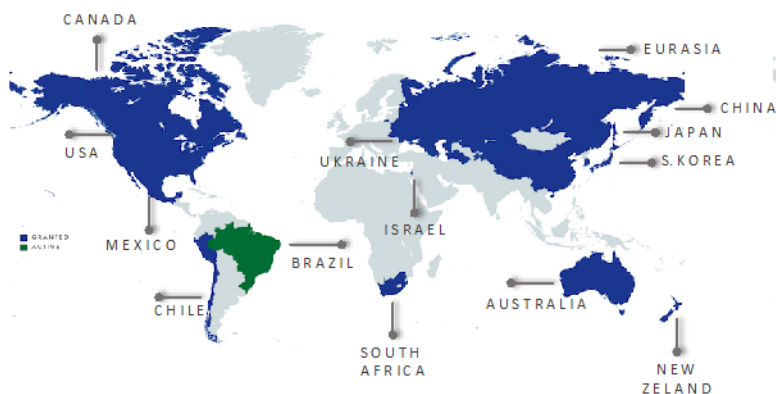 CANADA
EURASIA
CHINA
JAPAN
USA
UKRAINE
S.KOREA
ISRAEL
MEXICO
GRANTED
ACTIVE
BRAZIL
CHILE
AUSTRALIA
SOUTH
AFRICA
NEW
ZELAND